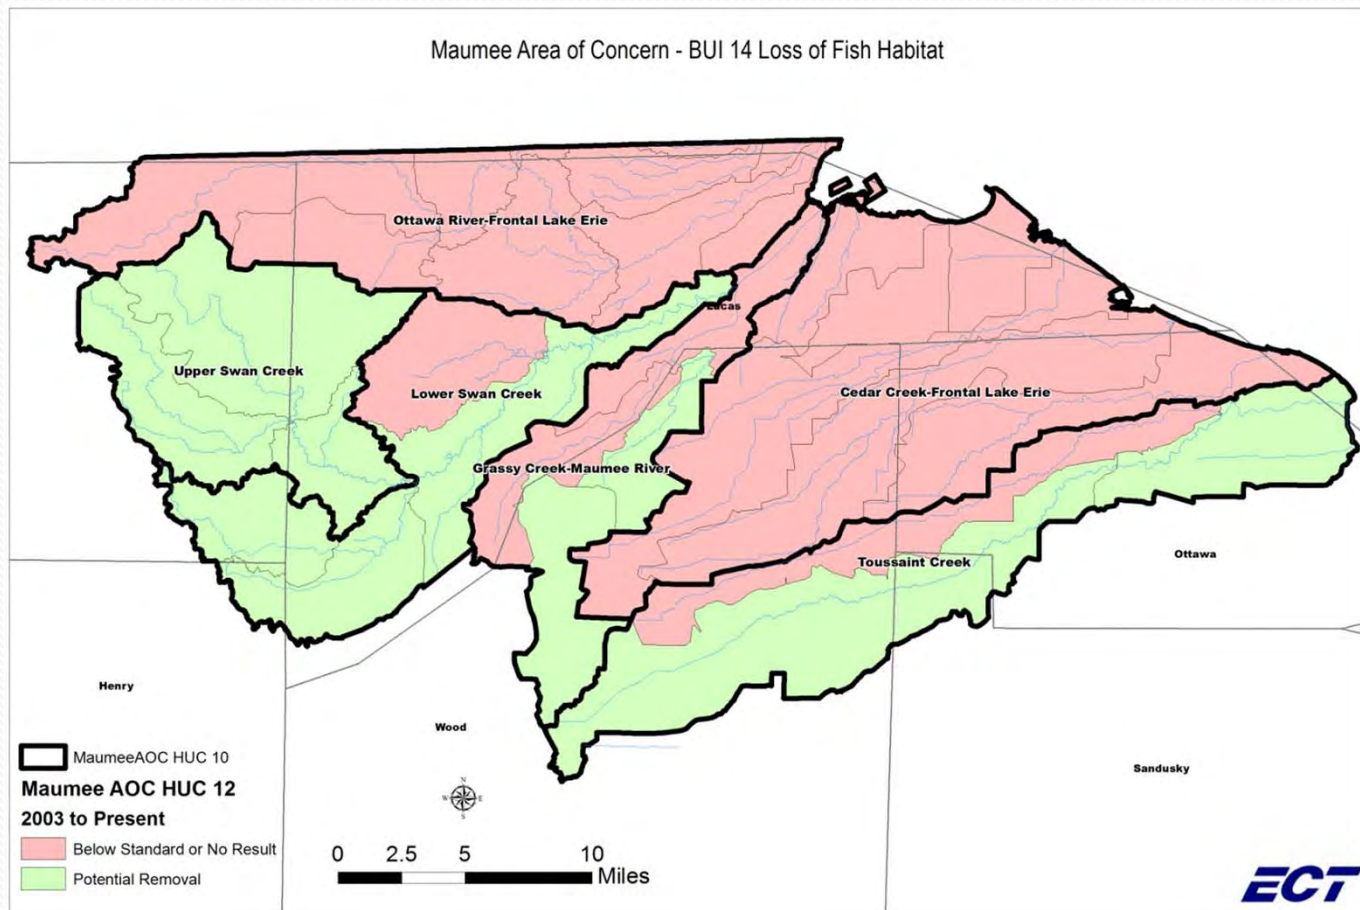 Maumee Area of Concern - BUI 14 Loss of Fish Habitat
Ottawa River-Frontal Lake Erie
Lucas
Upper Swan Creek
Lower Swan Creek
Cedar Creek-Frontal Lake Erie
Grassy Creek-Maumee River
Toussaint Creek
Ottawa
Henry
Wood
Sandusky
MaumeeAOC HUC 10
Maumee AOC HUC 12
2003 to Present
Below Standard or No Result
Potential Removal
N
W E
S
0 2.5 5 10
Miles
ECT